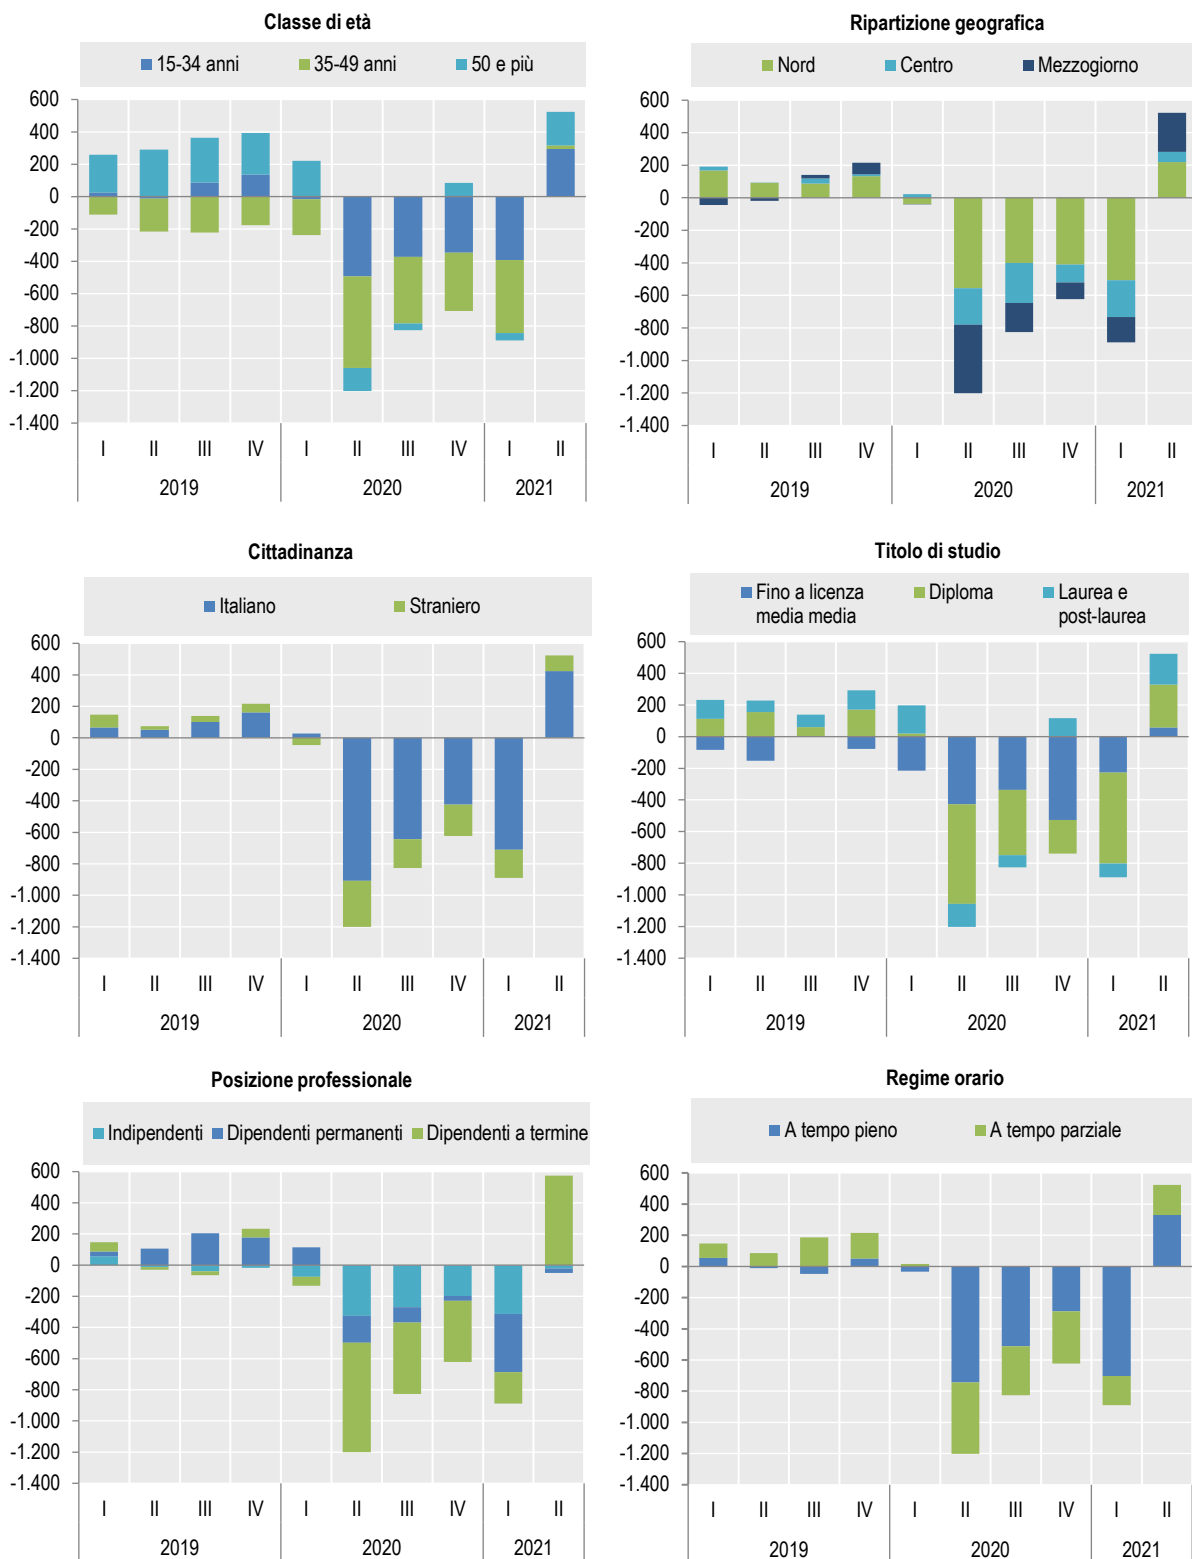 Classe di età
15-34 anni 35-49 anni 50 e più
600
400
200
0
-200
-400
-600
-800
-1.000
-1.200
-1.400
I II III IV I II III IV I II
2019 2020 2021
Ripartizione geografica
Nord Centro Mezzogiorno
600
400
200
0
-200
-400
-600
-800
-1.000
-1.200
-1.400
I II III IV I II III IV I II
2019 2020 2021
Cittadinanza
Italiano Straniero
600
400
200
0
-200
-400
-600
-800
-1.000
-1.200
-1.400
I II III IV I II III IV I II
2019 2020 2021
Titolo di studio
Fino a licenza Diploma Laurea e
media media post-laurea
600
400
200
0
-200
-400
-600
-800
-1.000
-1.200
-1.400
I II III IV I II III IV I II
2019 2020 2021
Posizione professionale
Indipendenti Dipendenti permanenti Dipendenti a termine
600
400
200
0
-200
-400
-600
-800
-1.000
-1.200
-1.400
I II III IV I II III IV I II
2019 2020 2021
Regime orario
A tempo pieno A tempo parziale
600
400
200
0
-200
-400
-600
-800
-1.000
-1.200
-1.400
I II III IV I II III IV I II
2019 2020 2021